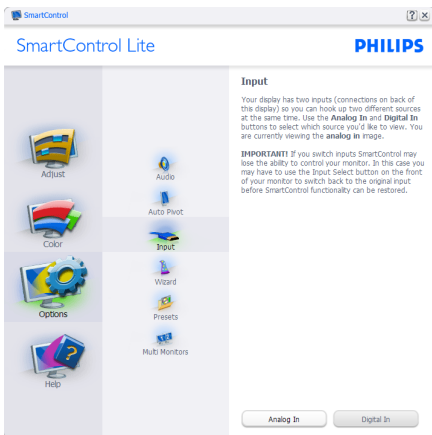 SmartControl
SmartControl Lite
PHILIPS
Adjust
Color
Options
Help
Audio
Auto Pivot
Input
Wizard
Presets
Multi Monitors
Input
Your display has two inputs (connections on back of
this display) so you can hook up two different sources
at the same time. Use the Analog In and Digital In
buttons to select which source you'd like to view. You
are currently viewing the analog in image.
IMPORTANT! If you switch inputs SmartControl may
lose the ability to control your monitor. In this case you
may have to use the Input Select button on the front
of your monitor to switch back to the original input
before SmartControl functionality can be restored.
Analog In
Digital In